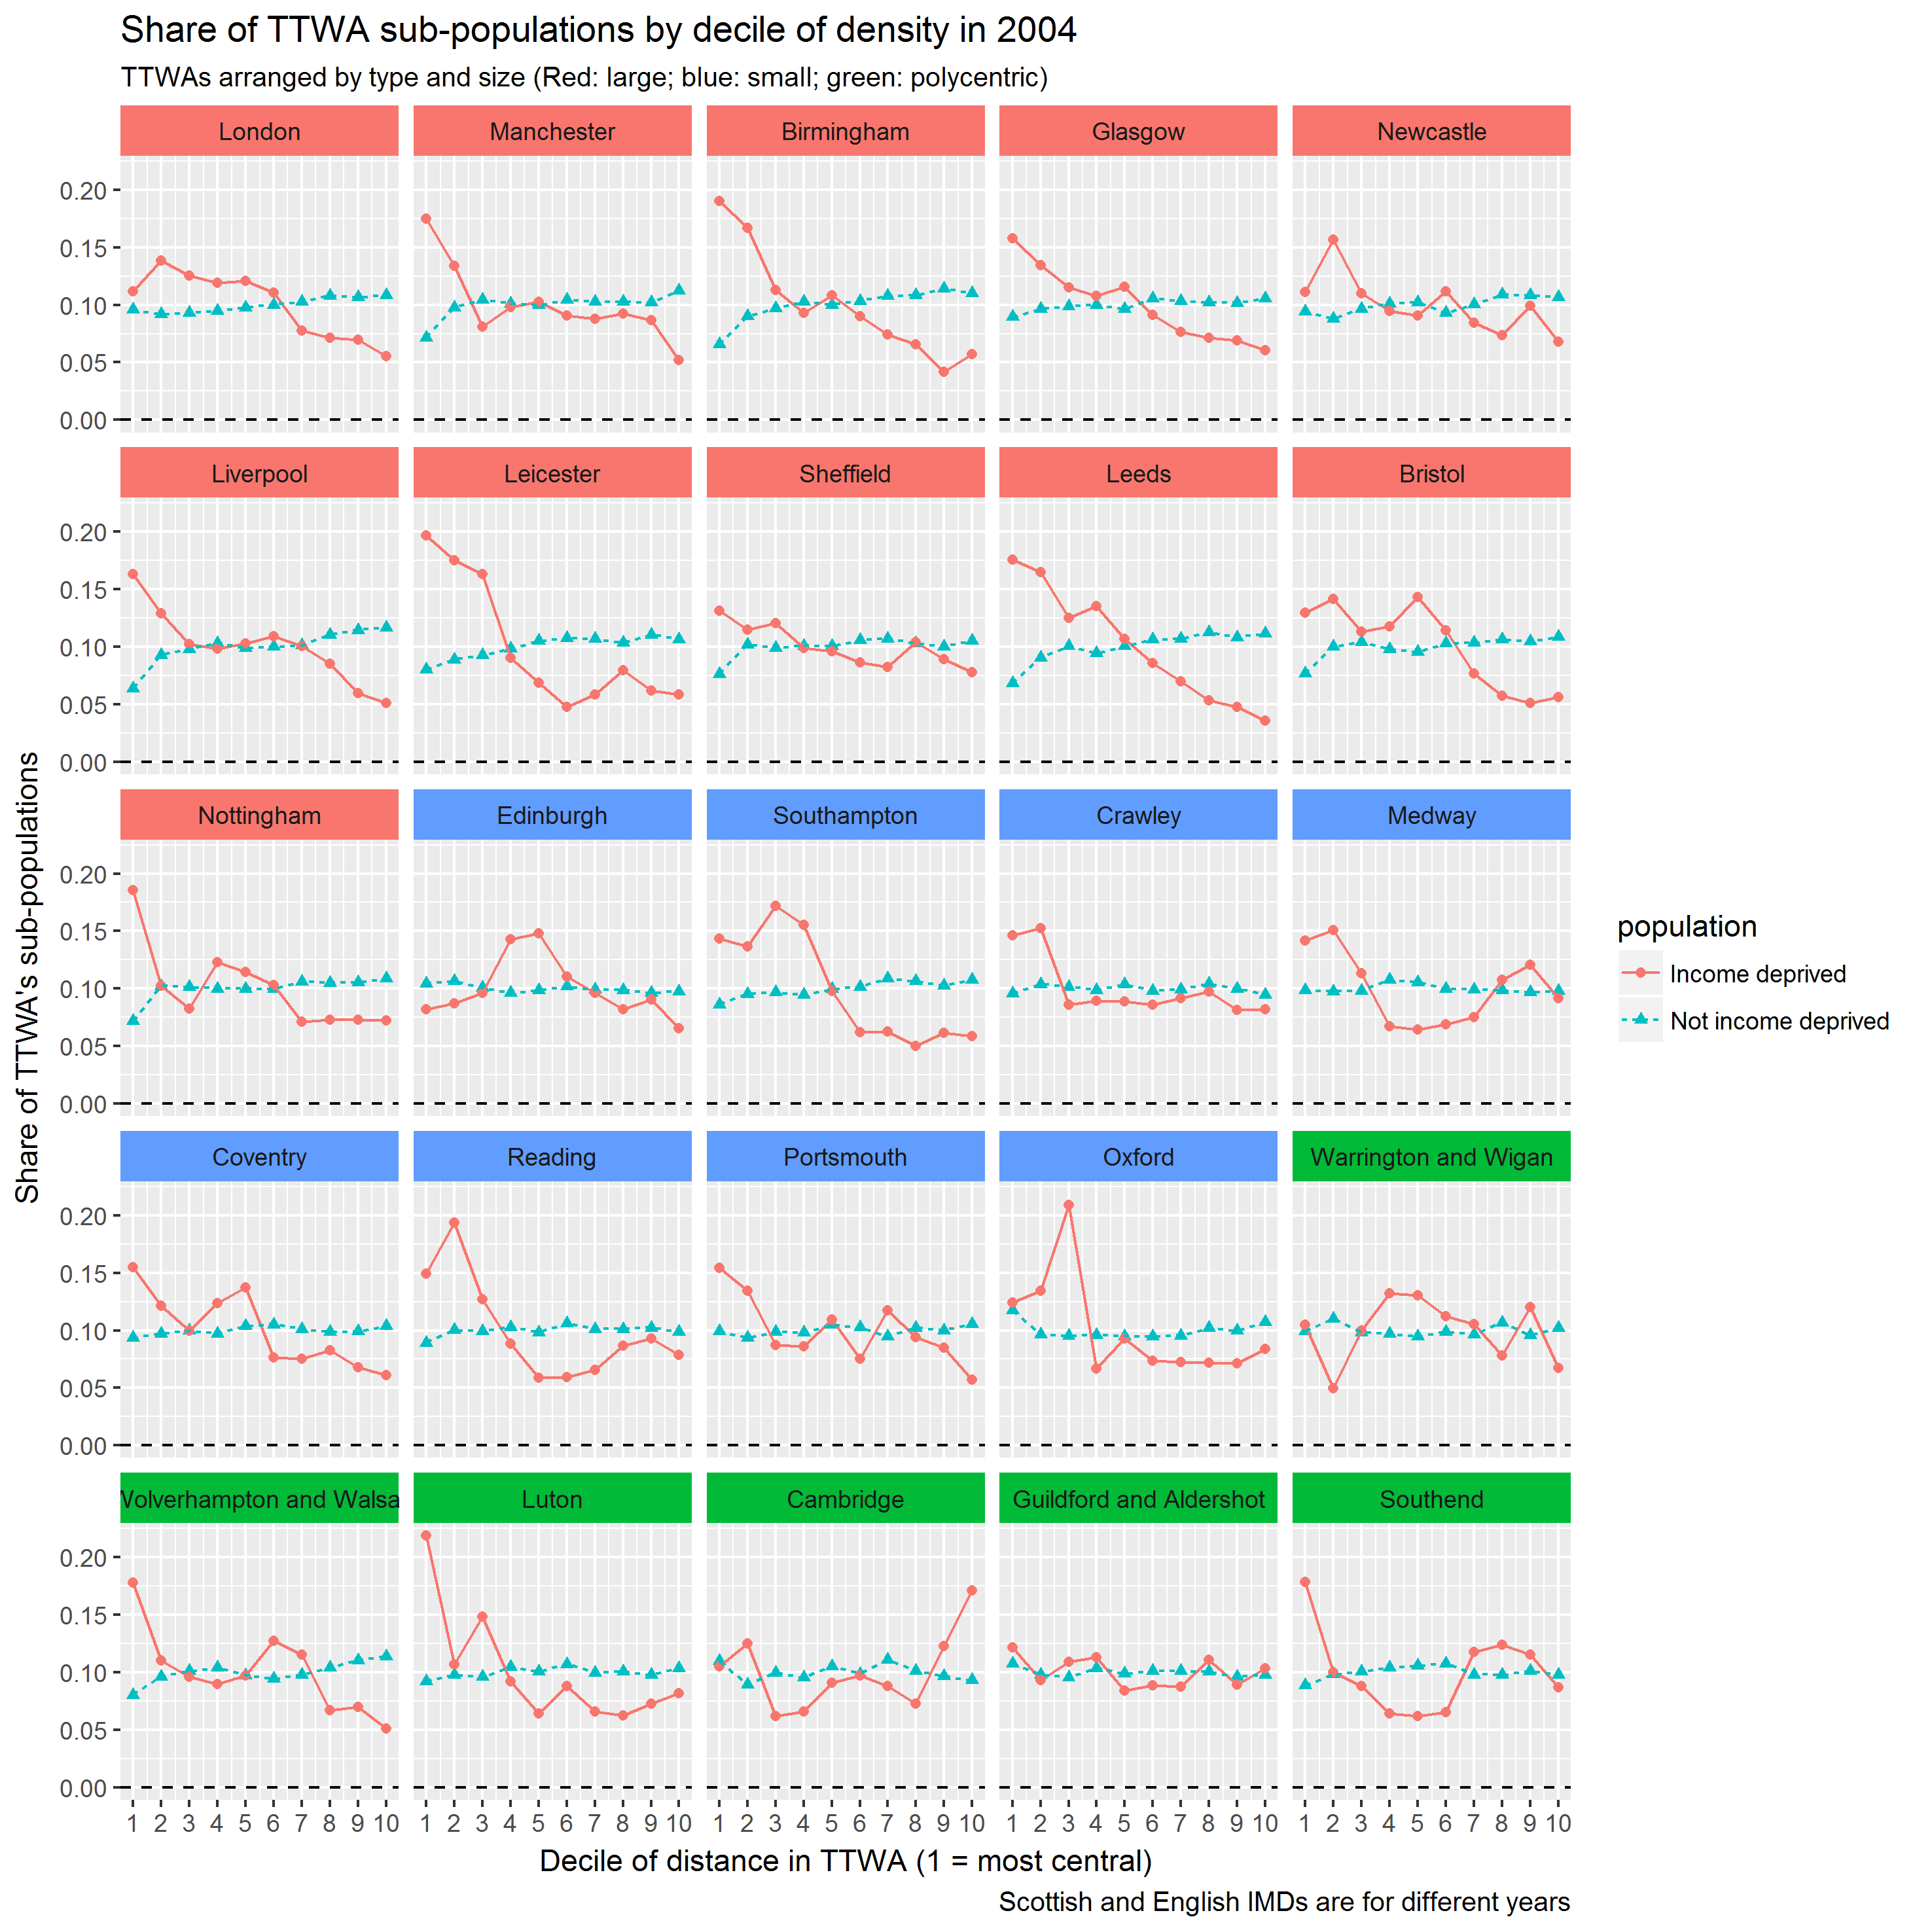 Share of TTWA sub-populations by decile of density in 2004
TTWAs arranged by type and size (Red: large; blue: small; green: polycentric)
London Manchester Birmingham Glasgow Newcastle
0.20
0.15
0.10
0.05
0.00
Liverpool Leicester Sheffield Leeds Bristol
0.20
0.15
0.10
0.05
0.00
Nottingham Edinburgh Southampton Crawley Medway
0.20
0.15
0.10
0.05
0.00
Coventry Reading Portsmouth Oxford Warrington and Wigan
0.20
0.15
0.10
0.05
0.00
Wolverhampton and Walsa Luton Cambridge Guildford and Aldershot Southend
0.20
0.15
0.10
0.05
0.00
1 2 3 4 5 6 7 8 9 10 1 2 3 4 5 6 7 8 9 10 1 2 3 4 5 6 7 8 9 10 1 2 3 4 5 6 7 8 9 10 1 2 3 4 5 6 7 8 9 10
Share of TTWA's sub-populations
Decile of distance in TTWA (1 = most central)
Scottish and English IMDs are for different years
population
Income deprived
Not income deprived